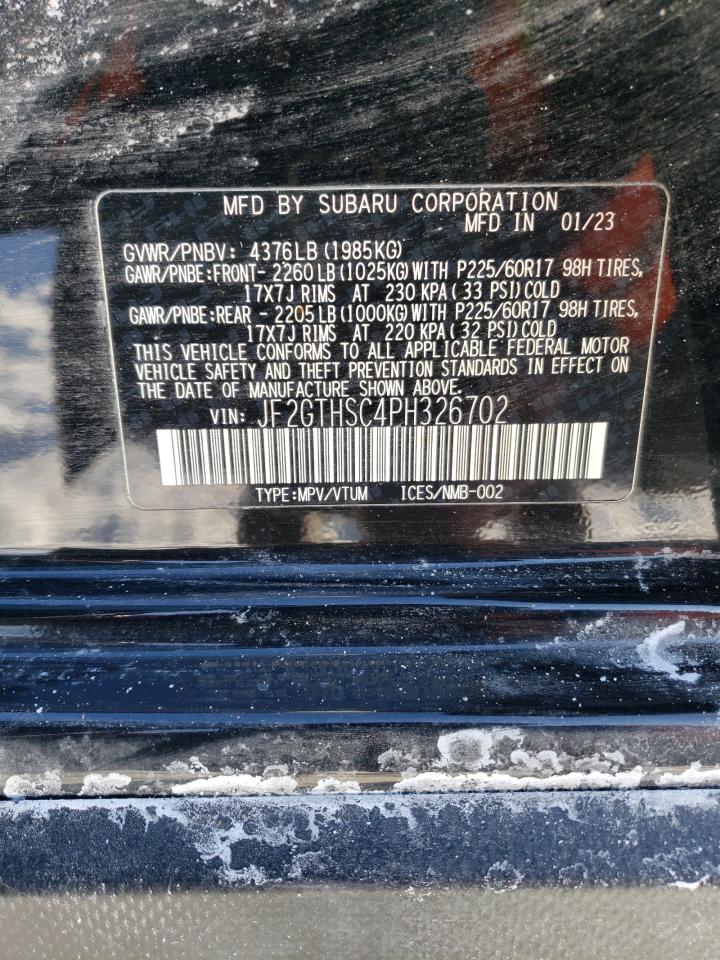 MFD BY SUBARU CORPORATION
MFD IN 01/23
GVWR/PNBV: 4376LB (1985KG)
GAWR/PNBE:FRONT- 2260 LB (1025KG) WITH P225/60R17 98H TIRES,
17X7J RIMS AT 230 KPA ( 33 PSI) COLD
GAWR/PNBE:REAR - 2205 LB (1000KG) WITH P225/60R17 98H TIRES,
17X7J RIMS AT 220 KPA ( 32 PSI) COLD
THIS VEHICLE CONFORMS TO ALL APPLICABLE FEDERAL MOTOR
VEHICLE SAFETY AND THEFT PREVENTION STANDARDS IN EFFECT ON
THE DATE OF MANUFACTURE SHOWN ABOVE.
VIN: JF2GTHSC4PH326702
TYPE:MPV/VTUM ICES/NMB-002